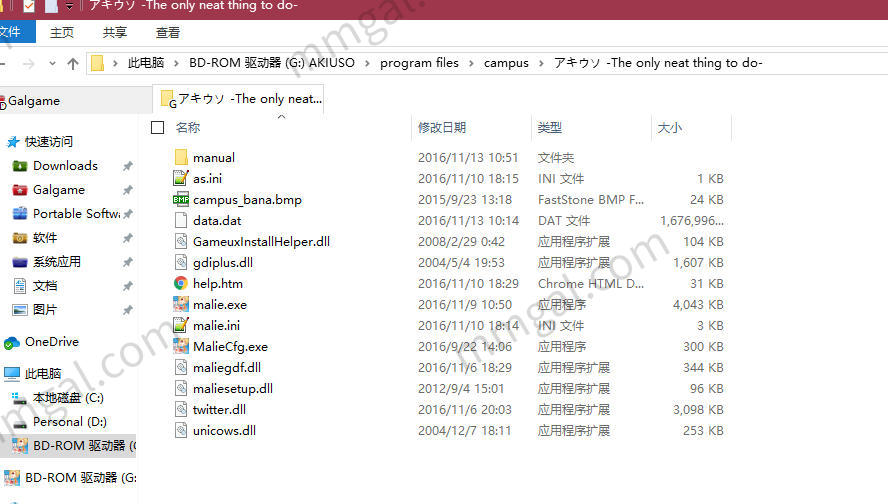 アキウソ -The only neat thing to do-
文件 主页 共享 查看
此电脑 BD-ROM 驱动器 (G:) AKIUSO program files campus アキウソ -The only neat thing to do-
Galgame アキウソ -The only neat...
名称 修改日期 类型 大小
快速访问
Downloads
Galgame
Portable Softwa
软件
系统应用
文档
图片
OneDrive
此电脑
本地磁盘 (C:)
Personal (D:)
BD-ROM 驱动器 (G
BD-ROM 驱动器 (G:
manual 2016/11/13 10:51 文件夹
as.ini 2016/11/10 18:15 INI 文件 1 KB
campus_bana.bmp 2015/9/23 13:18 FastStone BMP F... 24 KB
data.dat 2016/11/13 10:14 DAT 文件 1,676,996...
GameuxInstallHelper.dll 2008/2/29 0:42 应用程序扩展 104 KB
gdiplus.dll 2004/5/4 19:53 应用程序扩展 1,607 KB
help.htm 2016/11/10 18:29 Chrome HTML D... 31 KB
malie.exe 2016/11/9 10:50 应用程序 4,043 KB
malie.ini 2016/11/10 18:14 INI 文件 3 KB
MalieCfg.exe 2016/9/22 14:06 应用程序 300 KB
maliegdf.dll 2016/11/6 18:29 应用程序扩展 344 KB
maliesetup.dll 2012/9/4 15:01 应用程序扩展 96 KB
twitter.dll 2016/11/6 20:03 应用程序扩展 3,098 KB
unicows.dll 2004/12/7 18:11 应用程序扩展 253 KB
mmgal.com
mmgal.com
mmgal.com